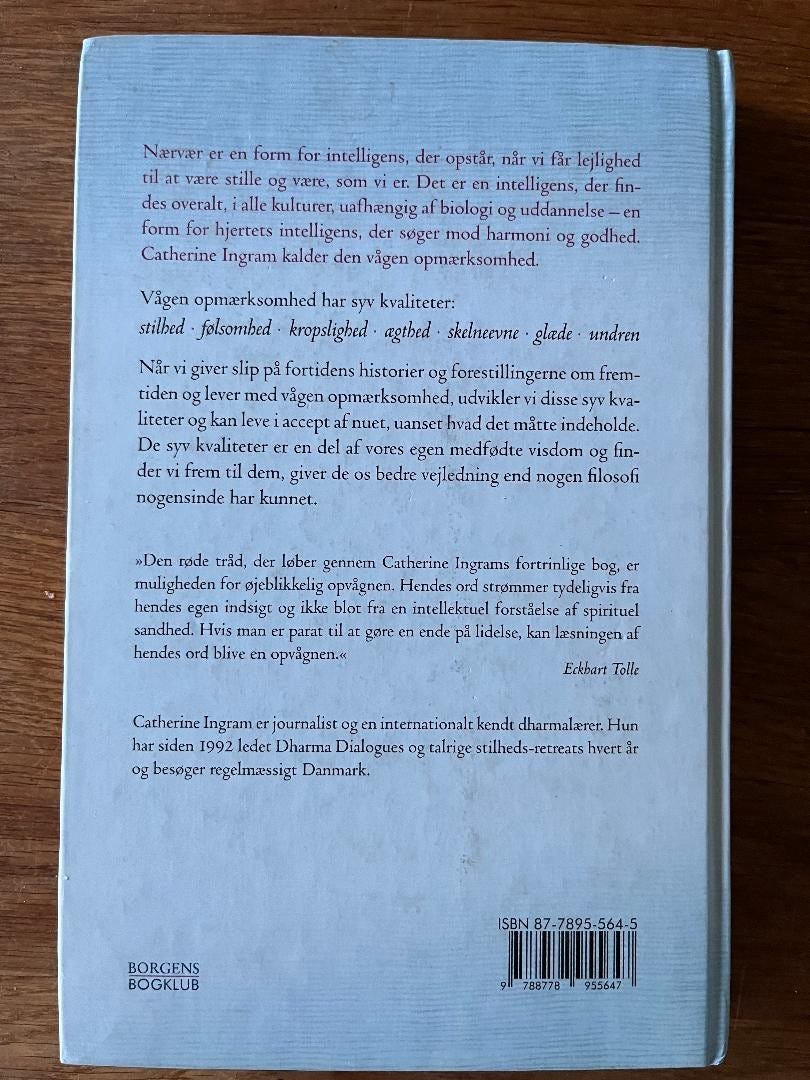 Nærvær er en form for intelligens, der opstår, når vi får lejlighed
til at være stille og være, som vi er. Det er en intelligens, der fin-
des overalt, i alle kulturer, uafhængig af biologi og uddannelse – en
form for hjertets intelligens, der søger mod harmoni og godhed.
Catherine Ingram kalder den vågen opmærksomhed.
Vågen opmærksomhed har syv kvaliteter:
stilhed · følsomhed · kropslighed · ægthed · skelneevne · glæde · undren
Når vi giver slip på fortidens historier og forestillingerne om frem-
tiden og lever med vågen opmærksomhed, udvikler vi disse syv kva-
liteter og kan leve i accept af nuet, uanset hvad det måtte indeholde.
De syv kvaliteter er en del af vores egen medfødte visdom og fin-
der vi frem til dem, giver de os bedre vejledning end nogen filosofi
nogensinde har kunnet.
»Den røde tråd, der løber gennem Catherine Ingrams fortrinlige bog, er
muligheden for øjeblikkelig opvågnen. Hendes ord strømmer tydeligvis fra
hendes egen indsigt og ikke blot fra en intellektuel forståelse af spirituel
sandhed. Hvis man er parat til at gøre en ende på lidelse, kan læsningen af
hendes ord blive en opvågnen.«
Eckhart Tolle
Catherine Ingram er journalist og en internationalt kendt dharmalærer. Hun
har siden 1992 ledet Dharma Dialogues og talrige stilheds-retreats hvert år
og besøger regelmæssigt Danmark.
ISBN 87-7895-564-5
9 788778 955647
BORGENS
BOGKLUB